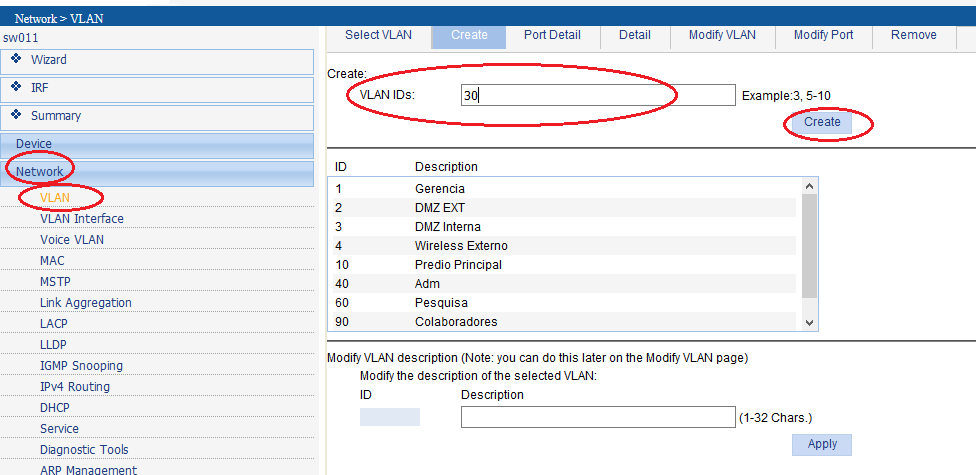 Network > VLAN
sw011
Wizard
IRF
Summary
Device
Network
VLAN
VLAN Interface
Voice VLAN
MAC
MSTP
Link Aggregation
LACP
LLDP
IGMP Snooping
IPv4 Routing
DHCP
Service
Diagnostic Tools
ARP Management
Select VLAN Create Port Detail Detail Modify VLAN Modify Port Remove
Create:
VLAN IDs: 30 Example:3, 5-10
Create
ID Description
1 Gerencia
2 DMZ EXT
3 DMZ Interna
4 Wireless Externo
10 Predio Principal
40 Adm
60 Pesquisa
90 Colaboradores
Modify VLAN description (Note: you can do this later on the Modify VLAN page)
Modify the description of the selected VLAN:
ID Description
(1-32 Chars.)
Apply